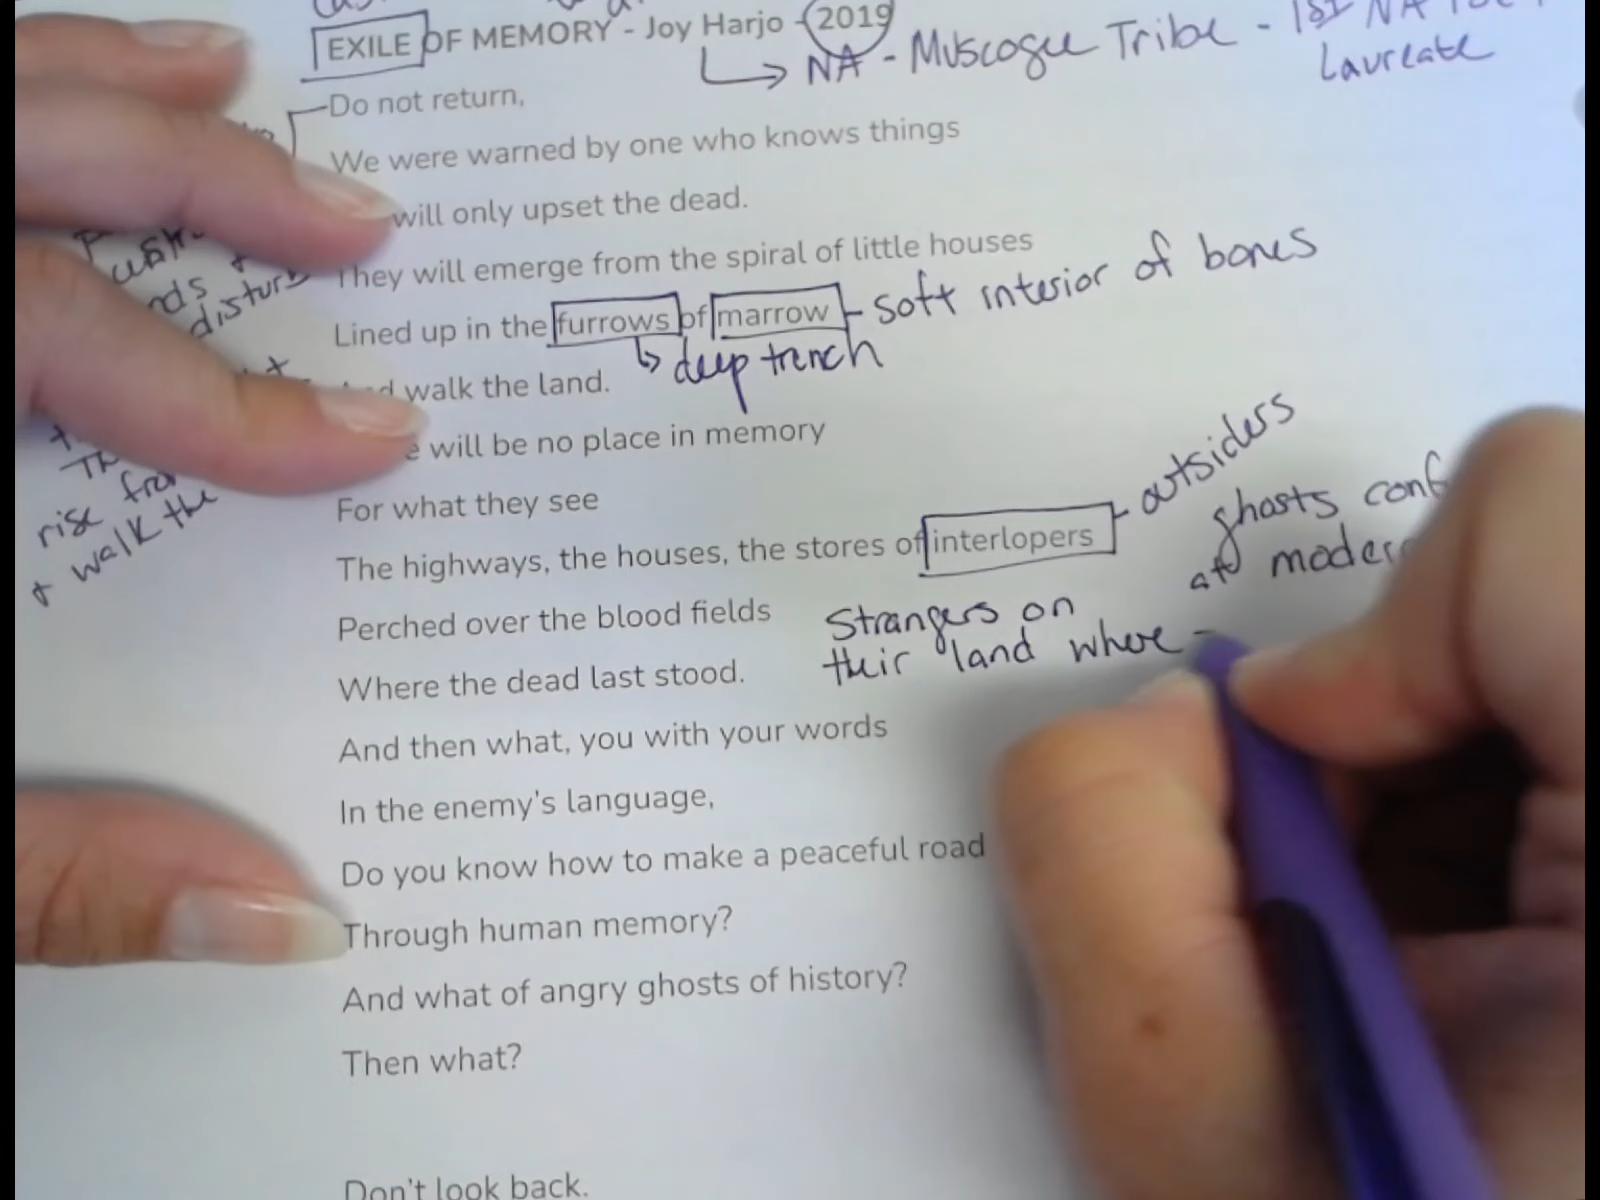 EXILE OF MEMORY - Joy Harjo - 2019
NA - Muscogee Tribe - 1st NA
Laureate
Do not return,
We were warned by one who knows things
will only upset the dead.
They will emerge from the spiral of little houses
Lined up in the furrows of marrow
soft interior of bones
deep trench
walk the land.
will be no place in memory
For what they see
The highways, the houses, the stores of interlopers
outsiders
ghosts
at
Perched over the blood fields
Strangers on
their land where
Where the dead last stood.
And then what, you with your words
In the enemy's language,
Do you know how to make a peaceful road
Through human memory?
And what of angry ghosts of history?
Then what?
Don't look back.
disturb
rise
+ walk the